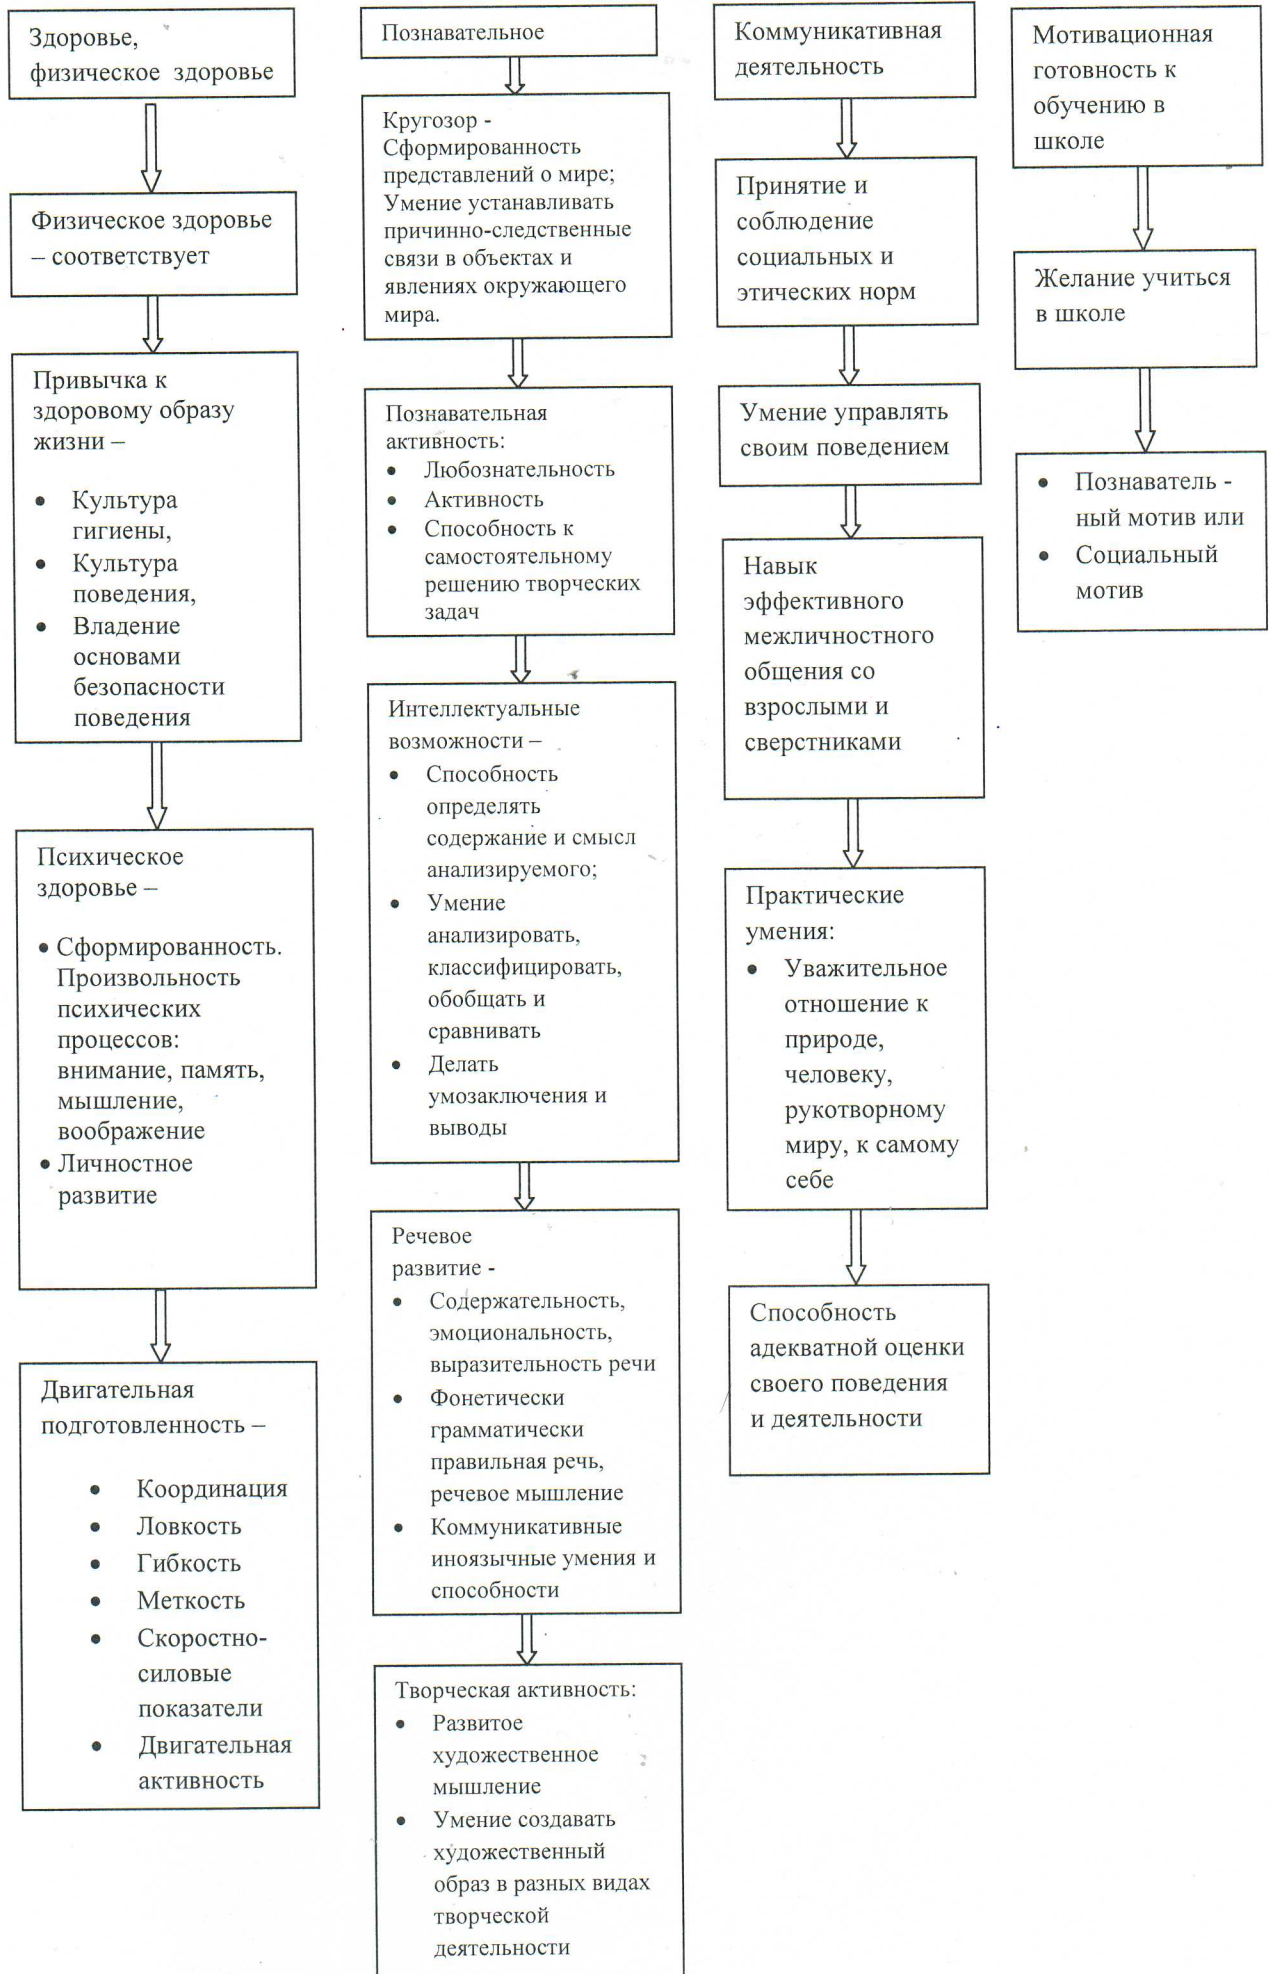 Здоровье,
физическое здоровье
Физическое здоровье
– соответствует
Привычка к
здоровому образу
жизни –
• Культура
гигиены,
• Культура
поведения,
• Владение
основами
безопасности
поведения
Психическое
здоровье –
• Сформированность.
Произвольность
психических
процессов:
внимание, память,
мышление,
воображение
• Личностное
развитие
Двигательная
подготовленность –
• Координация
• Ловкость
• Гибкость
• Меткость
• Скоростно-
силовые
показатели
• Двигательная
активность
Познавательное
Кругозор -
Сформированность
представлений о мире;
Умение устанавливать
причинно-следственные
связи в объектах и
явлениях окружающего
мира.
Познавательная
активность:
• Любознательность
• Активность
• Способность к
самостоятельному
решению творческих
задач
Интеллектуальные
возможности –
• Способность
определять
содержание и смысл
анализируемого;
• Умение
анализировать,
классифицировать,
обобщать и
сравнивать
• Делать
умозаключения и
выводы
Речевое
развитие -
• Содержательность,
эмоциональность,
выразительность речи
• Фонетически
грамматически
правильная речь,
речевое мышление
• Коммуникативные
иноязычные умения и
способности
Творческая активность:
• Развитое
художественное
мышление
• Умение создавать
художественный
образ в разных видах
творческой
деятельности
Коммуникативная
деятельность
Принятие и
соблюдение
социальных и
этических норм
Умение управлять
своим поведением
Навык
эффективного
межличностного
общения со
взрослыми и
сверстниками
Практические
умения:
• Уважительное
отношение к
природе,
человеку,
рукотворному
миру, к самому
себе
Способность
адекватной оценки
своего поведения
и деятельности
Мотивационная
готовность к
обучению в
школе
Желание учиться
в школе
• Познаватель -
ный мотив или
• Социальный
мотив